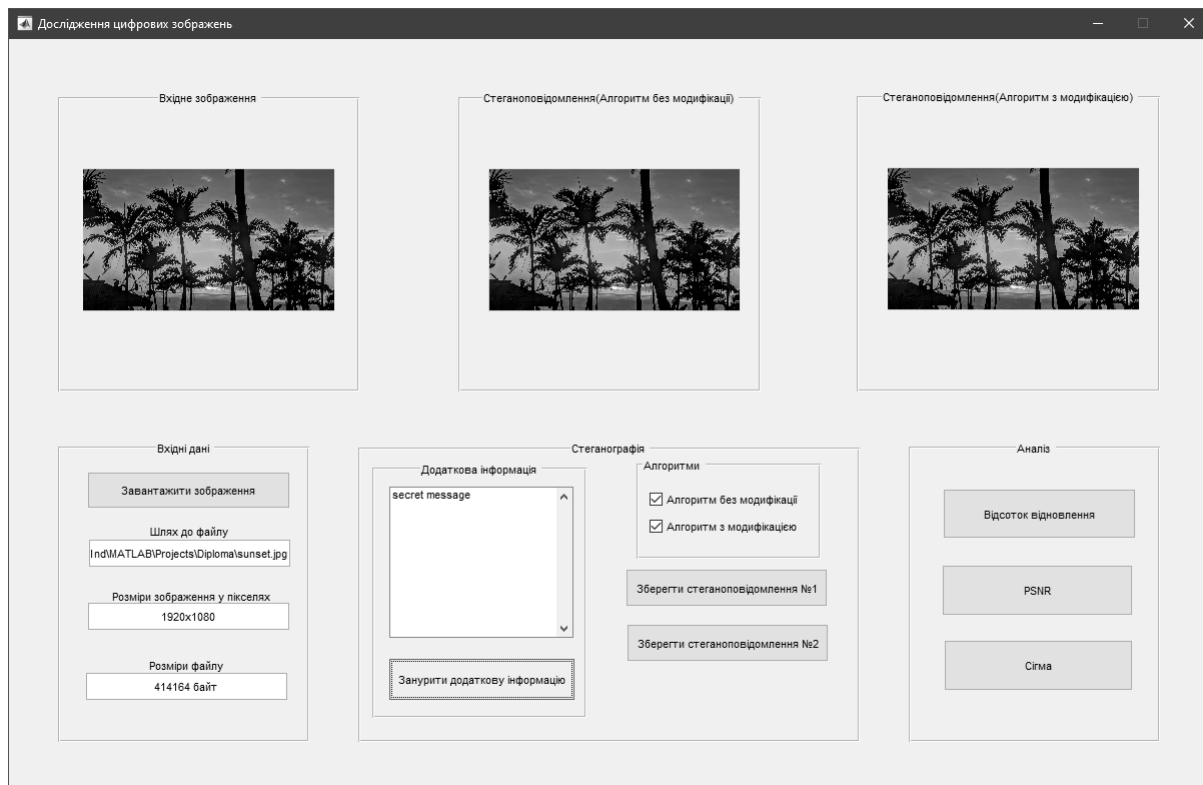 Дослідження цифрових зображень
Вхідне зображення
Стеганоповідомлення(Алгоритм без модифікації)
Стеганоповідомлення(Алгоритм з модифікацією)
Вхідні дані
Завантажити зображення
Шлях до файлу
Ind\MATLAB\Projects\Diploma\sunset.jpg
Розміри зображення у пікселях
1920x1080
Розміри файлу
414164 байт
Стеганографія
Додаткова інформація
secret message
Занурити додаткову інформацію
Алгоритми
Алгоритм без модифікації
Алгоритм з модифікацією
Зберегти стеганоповідомлення №1
Зберегти стеганоповідомлення №2
Аналіз
Відсоток відновлення
PSNR
Сігма